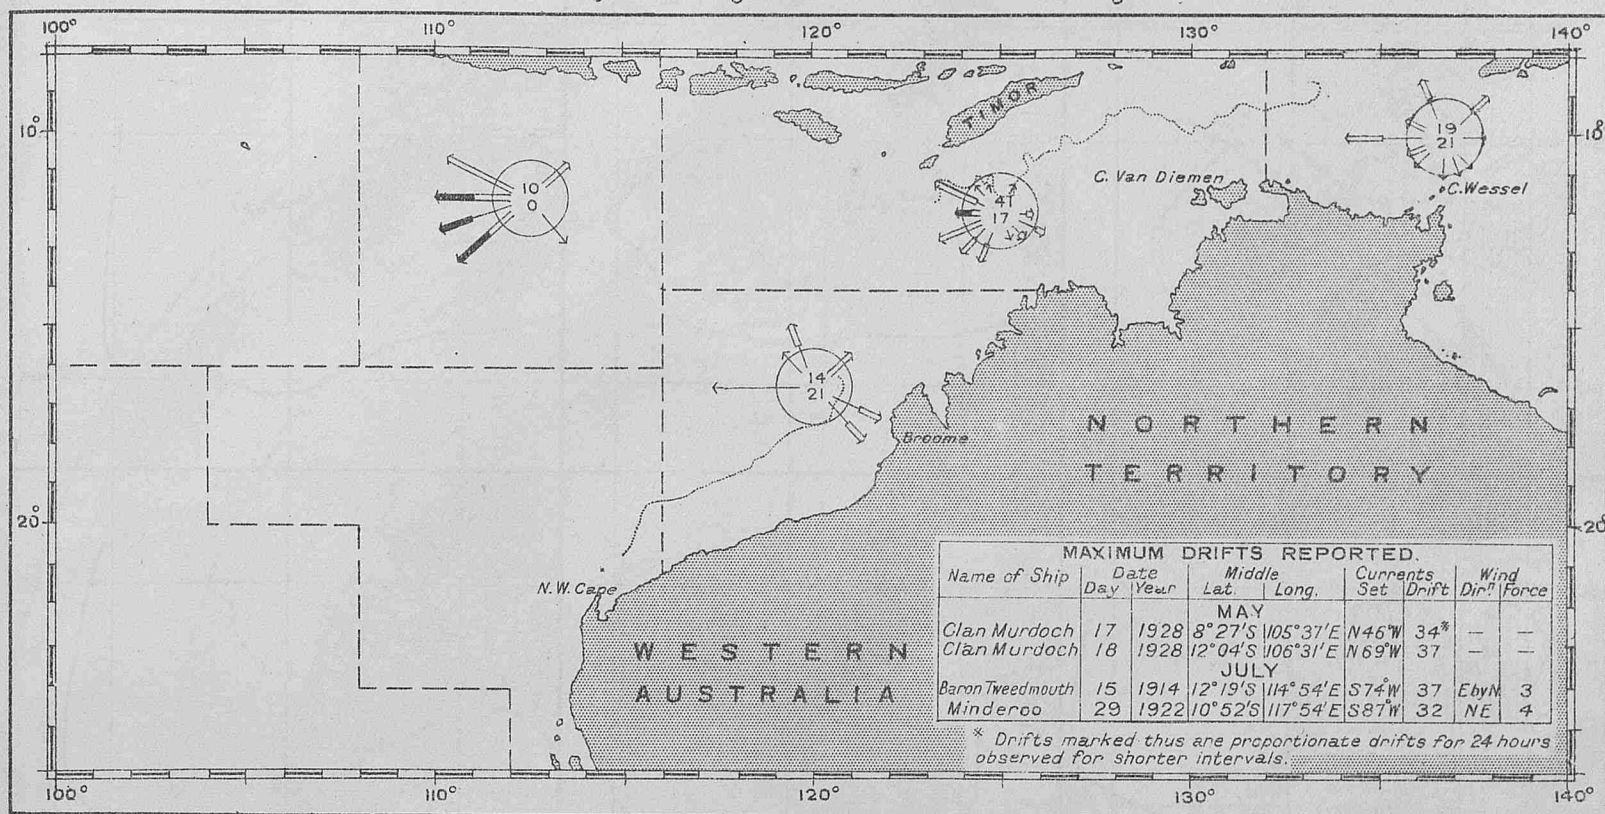 100° 110° 120° 130° 140°
TIMOR
10° 10°
19
21
C. Van Diemen
C. Wessel
10
0
41
17
14
21
Broome
NORTHERN
TERRITORY
20° 20°
N.W. Cape
WESTERN
AUSTRALIA
MAXIMUM DRIFTS REPORTED.
Name of Ship Date Middle Currents Wind
Day Year Lat. Long. Set Drift Dirⁿ Force
MAY
Clan Murdoch 17 1928 8°27'S 105°37'E N46°W 34* — —
Clan Murdoch 18 1928 12°04'S 106°31'E N69°W 37 — —
JULY
Baron Tweedmouth 15 1914 12°19'S 114°54'E S74°W 37 EbyN 3
Minderoo 29 1922 10°52'S 117°54'E S87°W 32 NE 4
* Drifts marked thus are proportionate drifts for 24 hours
observed for shorter intervals.
100° 110° 120° 130° 140°